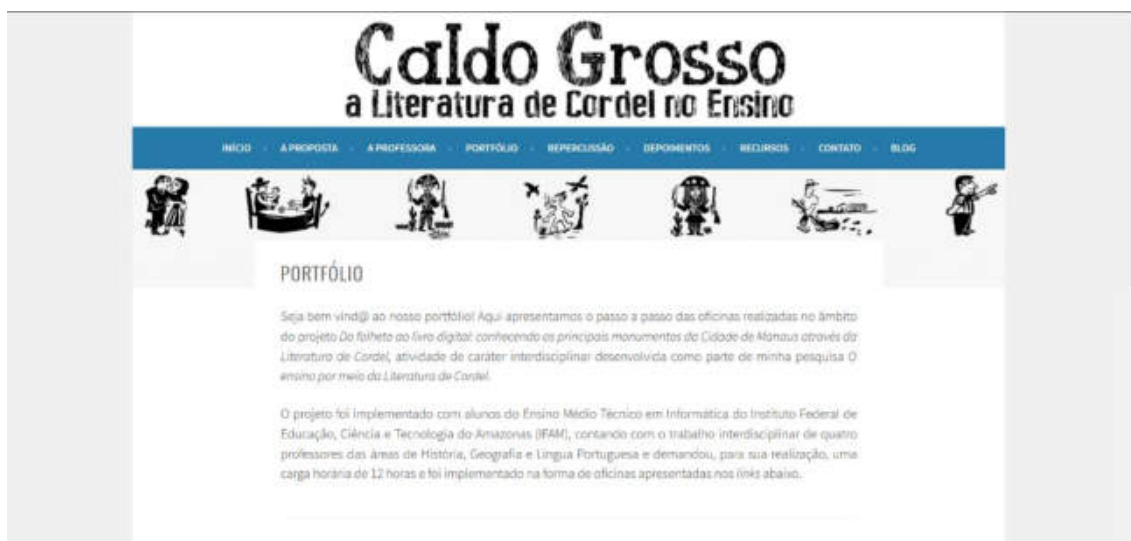 Caldo Grosso
a Literatura de Cordel no Ensino
INÍCIO A PROPOSTA A PROFESSORA PORTFÓLIO REPERCUSSÃO DEPOIMENTOS RECURSOS CONTATO BLOG
PORTFÓLIO
Seja bem vind@ ao nosso portfólio! Aqui apresentamos o passo a passo das oficinas realizadas no âmbito
do projeto Do folheto ao livro digital: conhecendo os principais monumentos da Cidade de Manaus através da
Literatura de Cordel, atividade de caráter interdisciplinar desenvolvida como parte de minha pesquisa O
ensino por meio da Literatura de Cordel.
O projeto foi implementado com alunos do Ensino Médio Técnico em Informática do Instituto Federal de
Educação, Ciência e Tecnologia do Amazonas (IFAM), contando com o trabalho interdisciplinar de quatro
professores das áreas de História, Geografia e Língua Portuguesa e demandou, para sua realização, uma
carga horária de 12 horas e foi implementado na forma de oficinas apresentadas nos links abaixo.